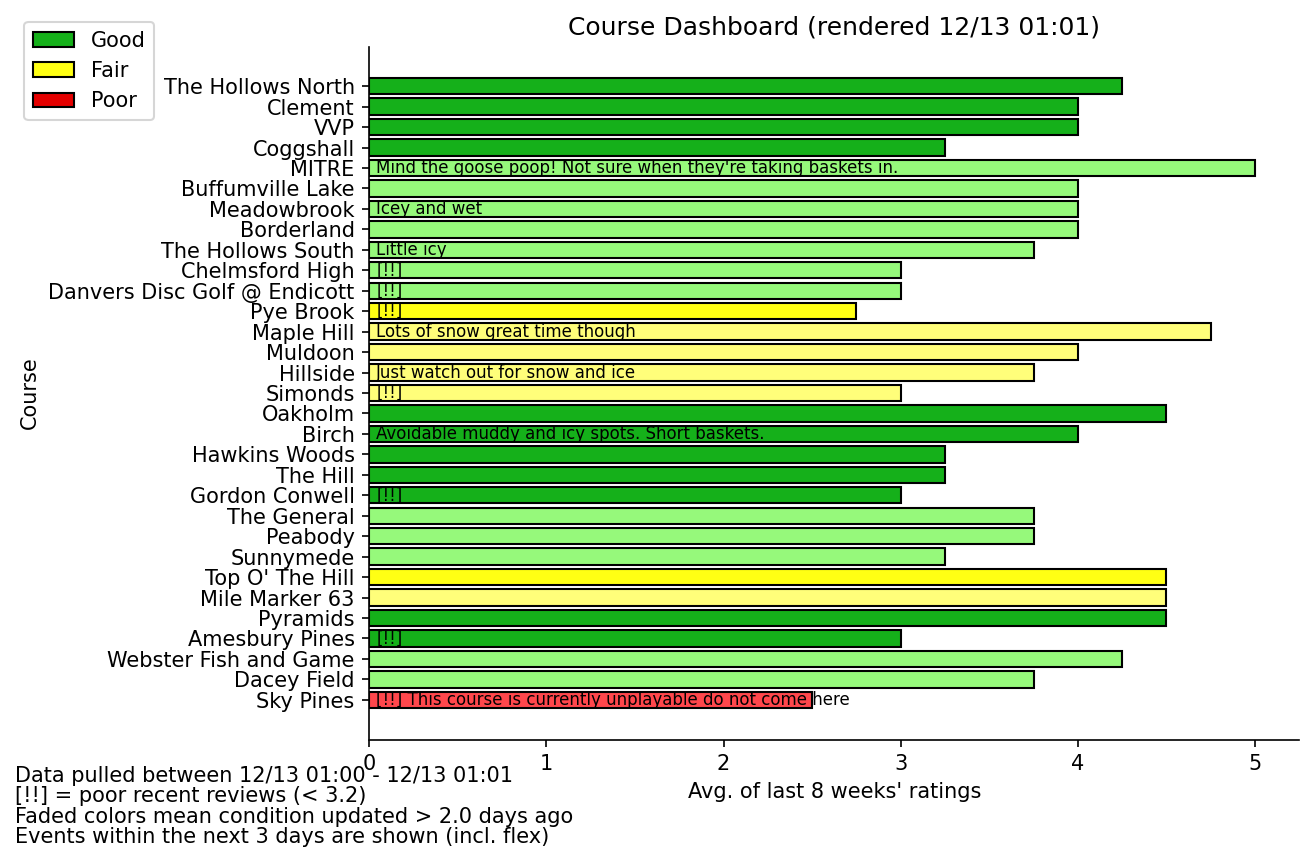 Course Dashboard (rendered 12/13 01:01)
Good
Fair
Poor
Course
The Hollows North
Clement
VVP
Coggshall
MITRE Mind the goose poop! Not sure when they're taking baskets in.
Buffumville Lake
Meadowbrook Icey and wet
Borderland
The Hollows South Little icy
Chelmsford High [!!]
Danvers Disc Golf @ Endicott [!!]
Pye Brook [!!]
Maple Hill Lots of snow great time though
Muldoon
Hillside Just watch out for snow and ice
Simonds [!!]
Oakholm
Birch Avoidable muddy and icy spots. Short baskets.
Hawkins Woods
The Hill
Gordon Conwell [!!]
The General
Peabody
Sunnymede
Top O' The Hill
Mile Marker 63
Pyramids
Amesbury Pines [!!]
Webster Fish and Game
Dacey Field
Sky Pines [!!] This course is currently unplayable do not come here
0 1 2 3 4 5
Avg. of last 8 weeks' ratings
Data pulled between 12/13 01:00 - 12/13 01:01
[!!] = poor recent reviews (< 3.2)
Faded colors mean condition updated > 2.0 days ago
Events within the next 3 days are shown (incl. flex)